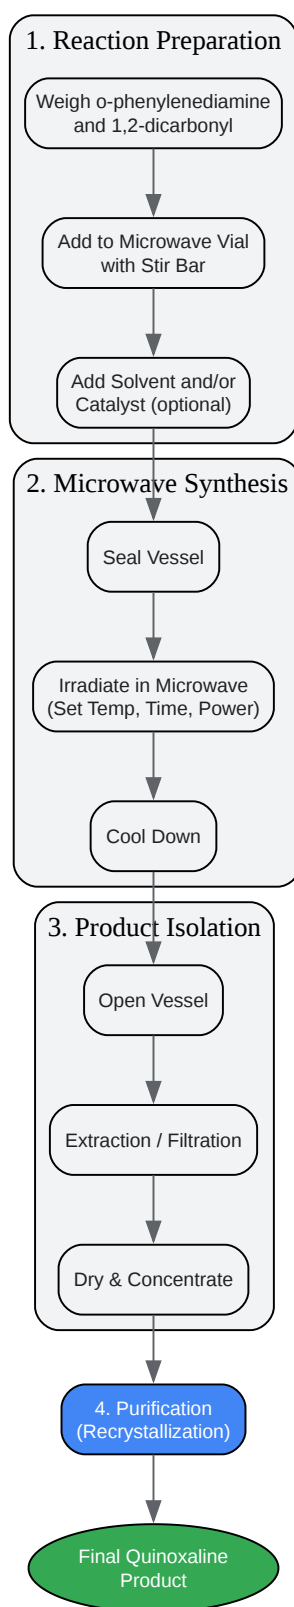 1. Reaction Preparation
Weigh o-phenylenediamine
and 1,2-dicarbonyl
Add to Microwave Vial
with Stir Bar
Add Solvent and/or
Catalyst (optional)
2. Microwave Synthesis
Seal Vessel
Irradiate in Microwave
(Set Temp, Time, Power)
Cool Down
3. Product Isolation
Open Vessel
Extraction / Filtration
Dry & Concentrate
4. Purification
(Recrystallization)
Final Quinoxaline
Product